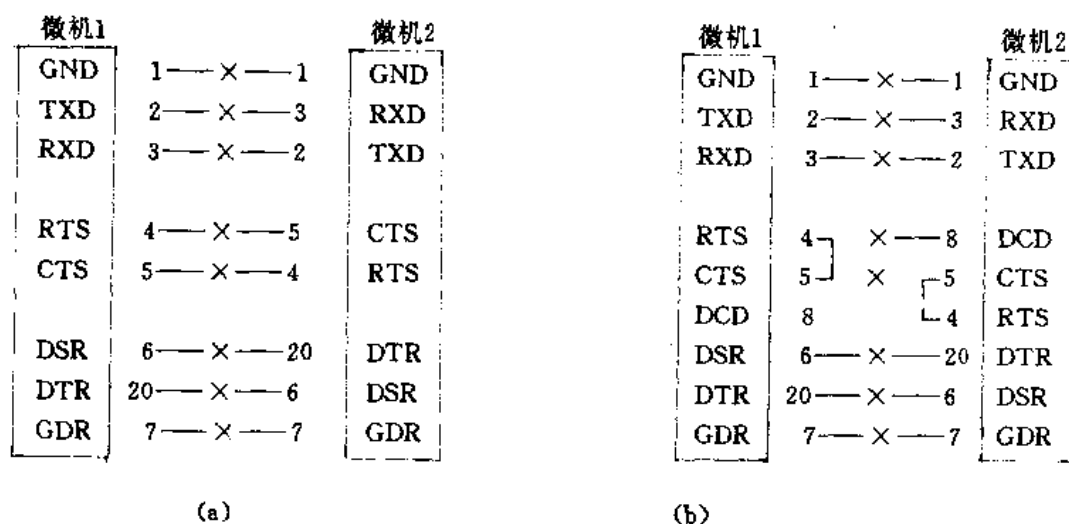 微机1 微机2
GND 1 × 1 GND
TXD 2 × 3 RXD
RXD 3 × 2 TXD
RTS 4 × 5 CTS
CTS 5 × 4 RTS
DSR 6 × 20 DTR
DTR 20 × 6 DSR
GDR 7 × 7 GDR
(a)
微机1 微机2
GND 1 × 1 GND
TXD 2 × 3 RXD
RXD 3 × 2 TXD
RTS 4 × 8 DCD
CTS 5 × 5 CTS
DCD 8 4 RTS
DSR 6 × 20 DTR
DTR 20 × 6 DSR
GDR 7 × 7 GDR
(b)